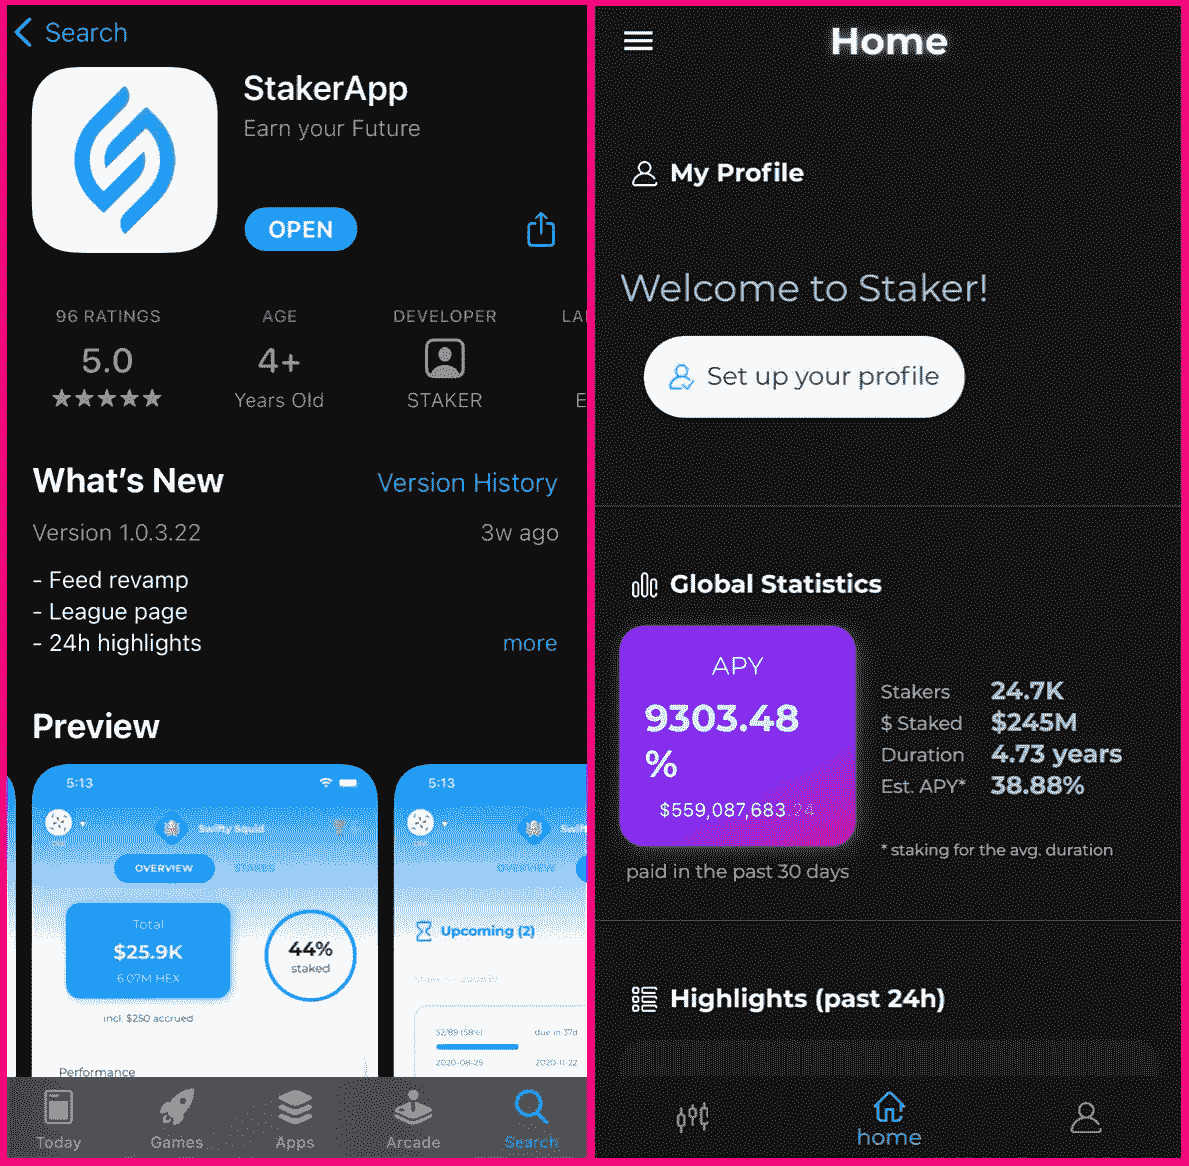 Search
StakerApp
Earn your Future
OPEN
96 RATINGS
5.0
AGE
4+
Years Old
DEVELOPER
STAKER
LA
E
What's New
Version History
Version 1.0.3.22
3w ago
- Feed revamp
- League page
- 24h highlights
more
Preview
5:13
Swifty Squid
OVERVIEW
STAKES
Total
$25.9K
6.07M HEX
44%
staked
incl. $250 accrued
Performance
5:13
Swift
OVERVIEW
Upcoming (2)
$2/89 (58%)
due in 37d
2020-08-25
2020-11-22
Today
Games
Apps
Arcade
Search
Home
My Profile
Welcome to Staker!
Set up your profile
Global Statistics
APY
9303.48
%
$559,087,683
paid in the past 30 days
Stakers 24.7K
$ Staked $245M
Duration 4.73 years
Est. APY* 38.88%
* staking for the avg. duration
Highlights (past 24h)
home